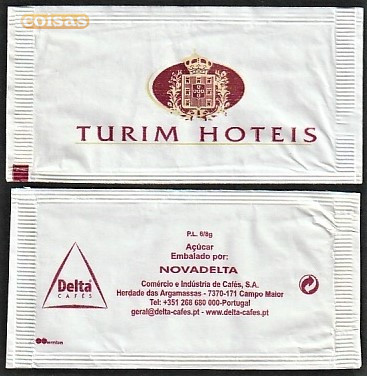 coisas
TURIM HOTEIS
P.L. 6/8g
Açúcar
Embalado por:
NOVADELTA
Comércio e Indústria de Cafés, S.A.
Herdade das Argamassas - 7370-171 Campo Maior
Tel: +351 268 680 000-Portugal
geral@delta-cafes.pt - www.delta-cafes.pt
Delta
CAFÉS